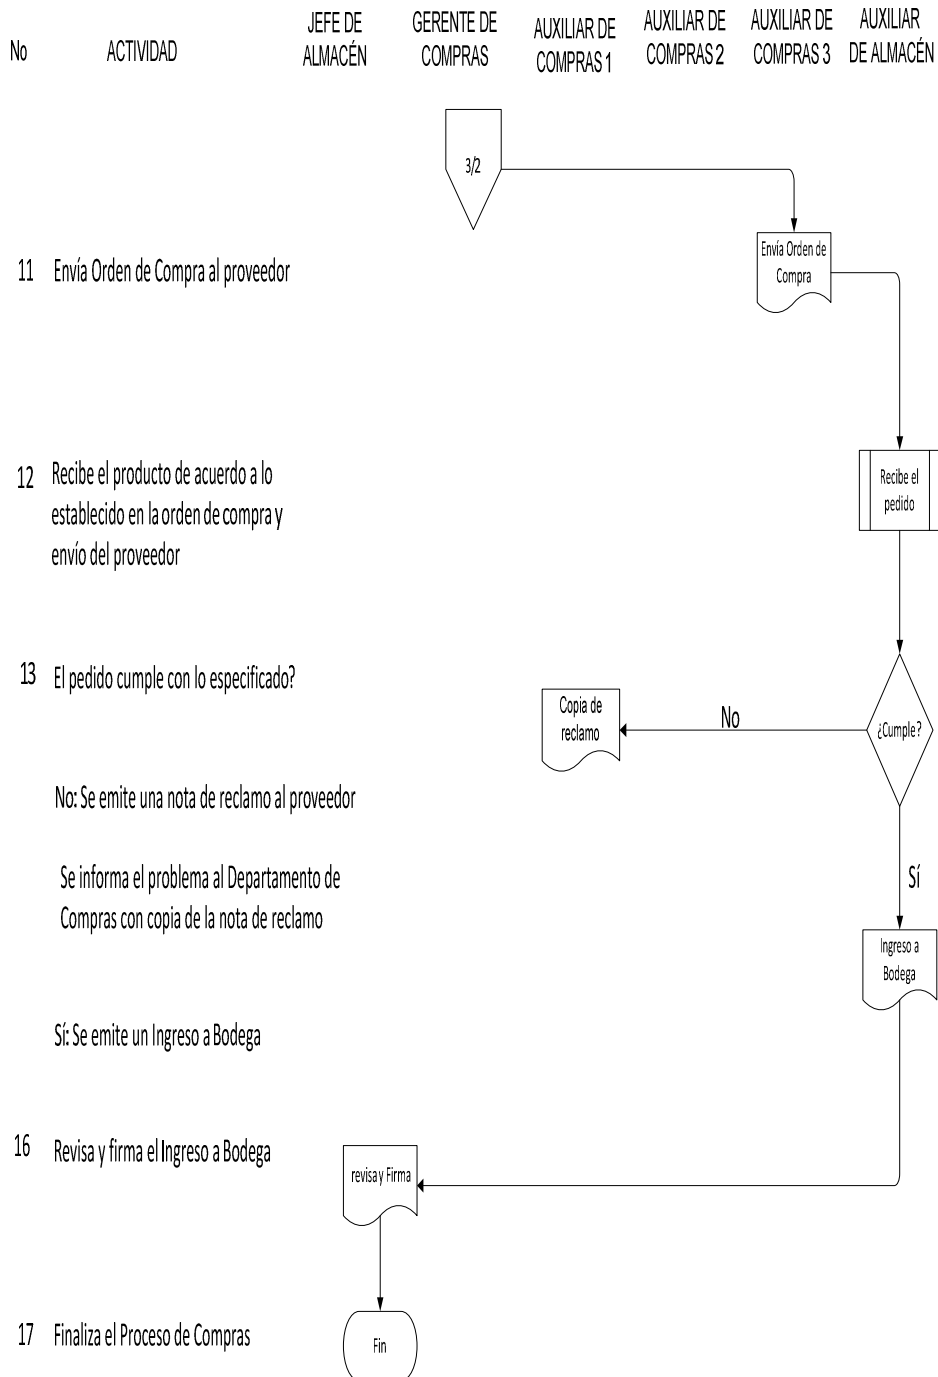 No
ACTIVIDAD
JEFE DE
ALMACÉN
GERENTE DE
COMPRAS
AUXILIAR DE
COMPRAS 1
AUXILIAR DE
COMPRAS 2
AUXILIAR DE
COMPRAS 3
AUXILIAR
DE ALMACÉN
3/2
11 Envía Orden de Compra al proveedor
Envía Orden de
Compra
12 Recibe el producto de acuerdo a lo
establecido en la orden de compra y
envío del proveedor
Recibe el
pedido
13 El pedido cumple con lo especificado?
Copia de
reclamo
No
¿Cumple?
No: Se emite una nota de reclamo al proveedor
Se informa el problema al Departamento de
Compras con copia de la nota de reclamo
Sí
Ingreso a
Bodega
Sí: Se emite un Ingreso a Bodega
16 Revisa y firma el Ingreso a Bodega
revisa y Firma
17 Finaliza el Proceso de Compras
Fin